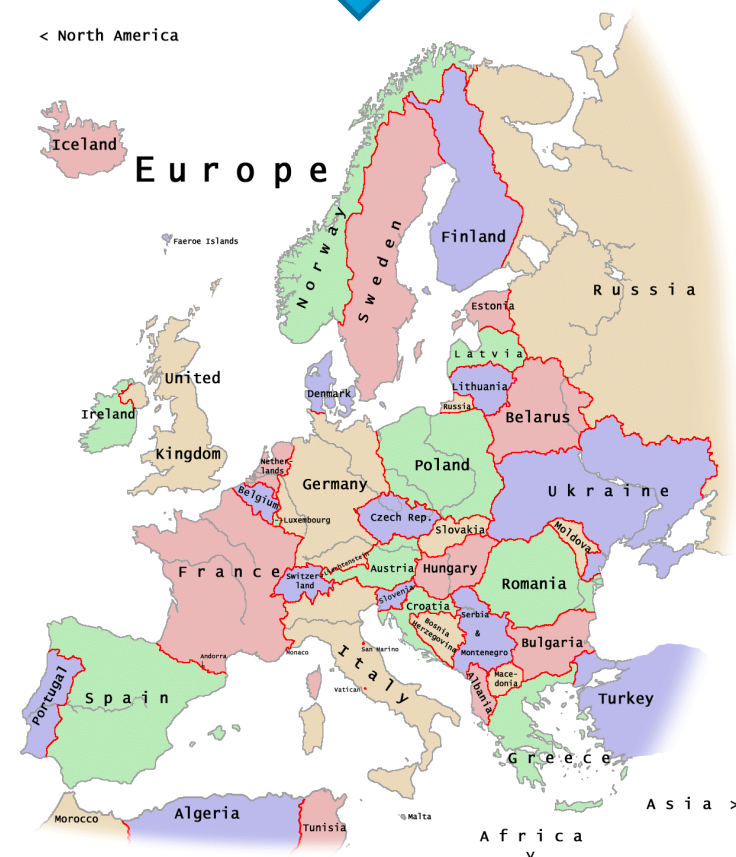 < North America
Iceland
Europe
Faeroe Islands
Norway
Sweden
Finland
Russia
Estonia
Latvia
Lithuania
Russia
Belarus
United
Kingdom
Ireland
Denmark
Nether-
lands
Belgium
Luxembourg
Germany
Poland
Czech Rep.
Slovakia
Ukraine
Moldova
France
Switzer-
land
Liechtenstein
Austria
Hungary
Romania
Slovenia
Croatia
Bosnia
Herzegovina
Serbia
&
Montenegro
Bulgaria
Mace-
donia
Albania
Andorra
Monaco
San Marino
Italy
Vatican
Portugal
Spain
Turkey
Greece
Malta
Morocco
Algeria
Tunisia
Asia >
Africa
v